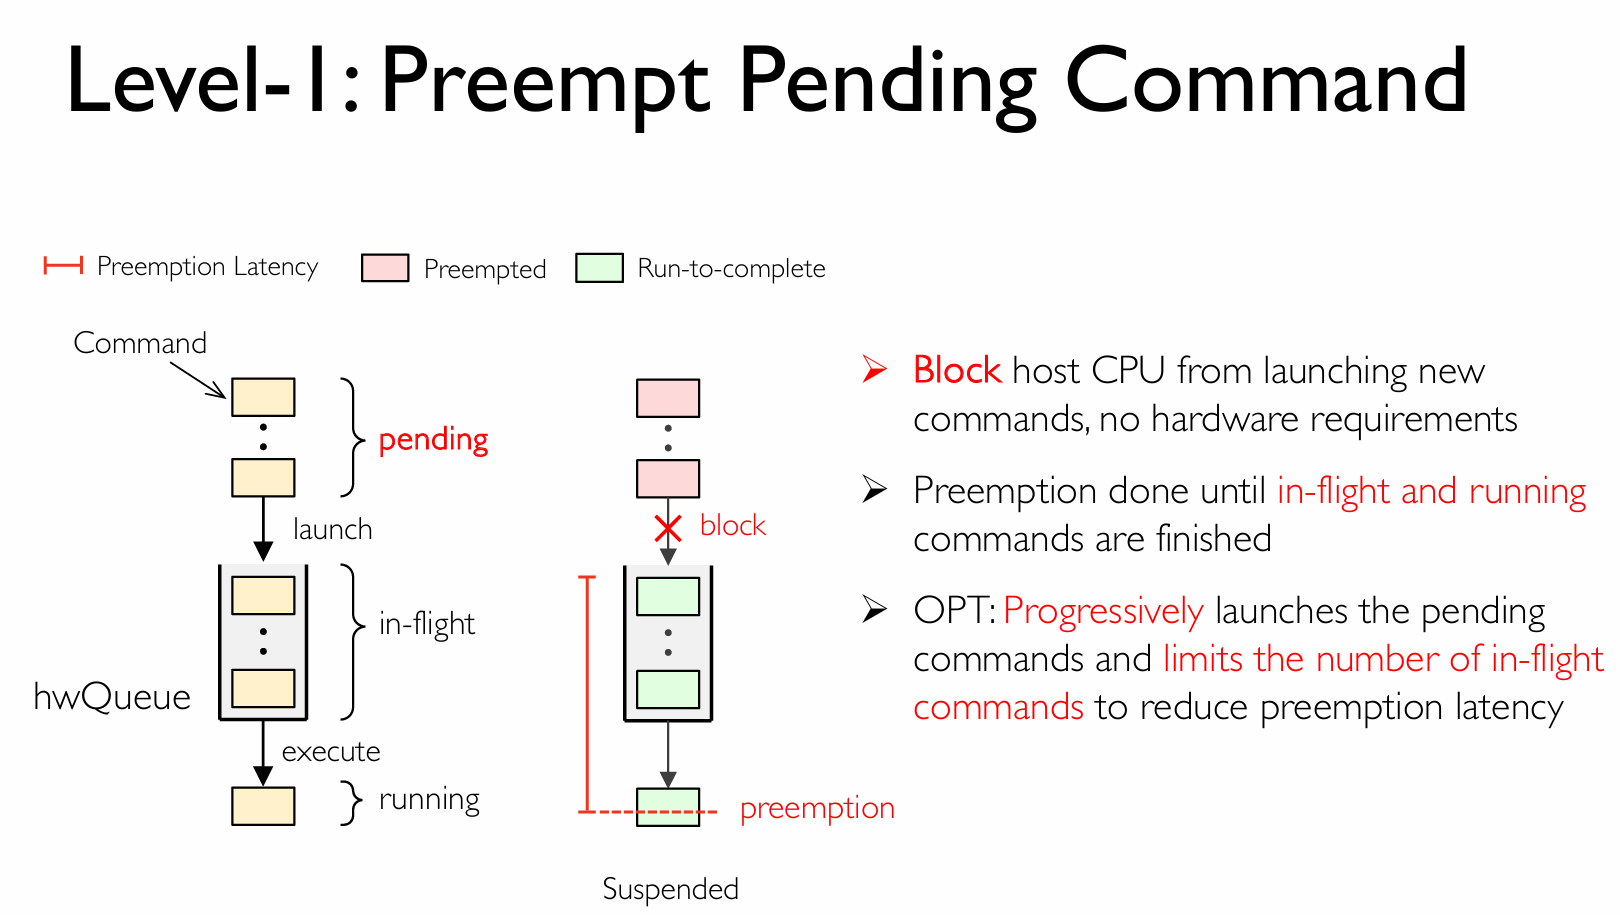 Level-1: Preempt Pending Command
Preemption Latency
Preempted
Run-to-complete
Command
pending
launch
in-flight
hwQueue
execute
running
block
preemption
Suspended
Block host CPU from launching new
commands, no hardware requirements
Preemption done until in-flight and running
commands are finished
OPT: Progressively launches the pending
commands and limits the number of in-flight
commands to reduce preemption latency